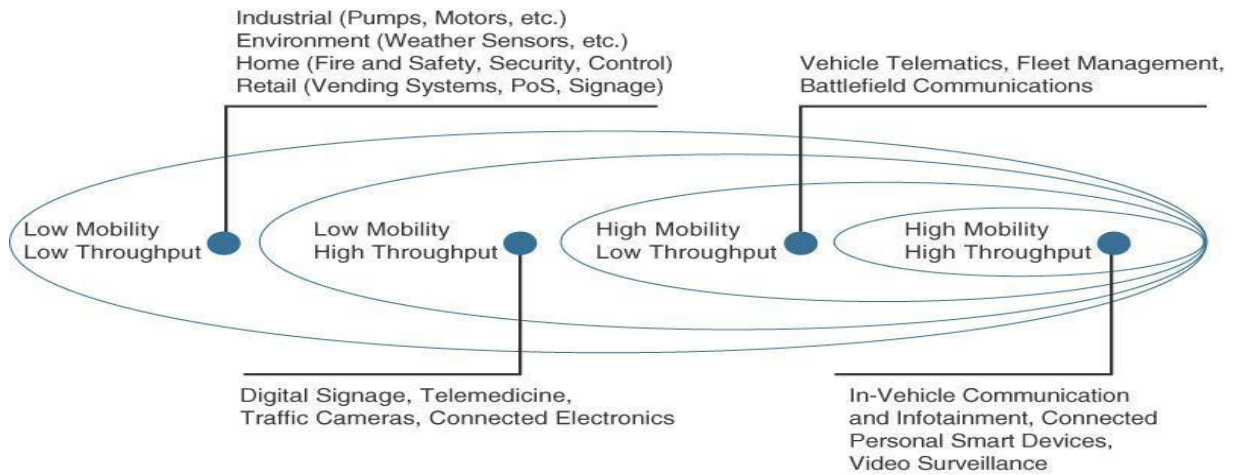 Industrial (Pumps, Motors, etc.)
Environment (Weather Sensors, etc.)
Home (Fire and Safety, Security, Control)
Retail (Vending Systems, PoS, Signage)
Vehicle Telematics, Fleet Management,
Battlefield Communications
Low Mobility
Low Throughput
Low Mobility
High Throughput
High Mobility
Low Throughput
High Mobility
High Throughput
Digital Signage, Telemedicine,
Traffic Cameras, Connected Electronics
In-Vehicle Communication
and Infotainment, Connected
Personal Smart Devices,
Video Surveillance